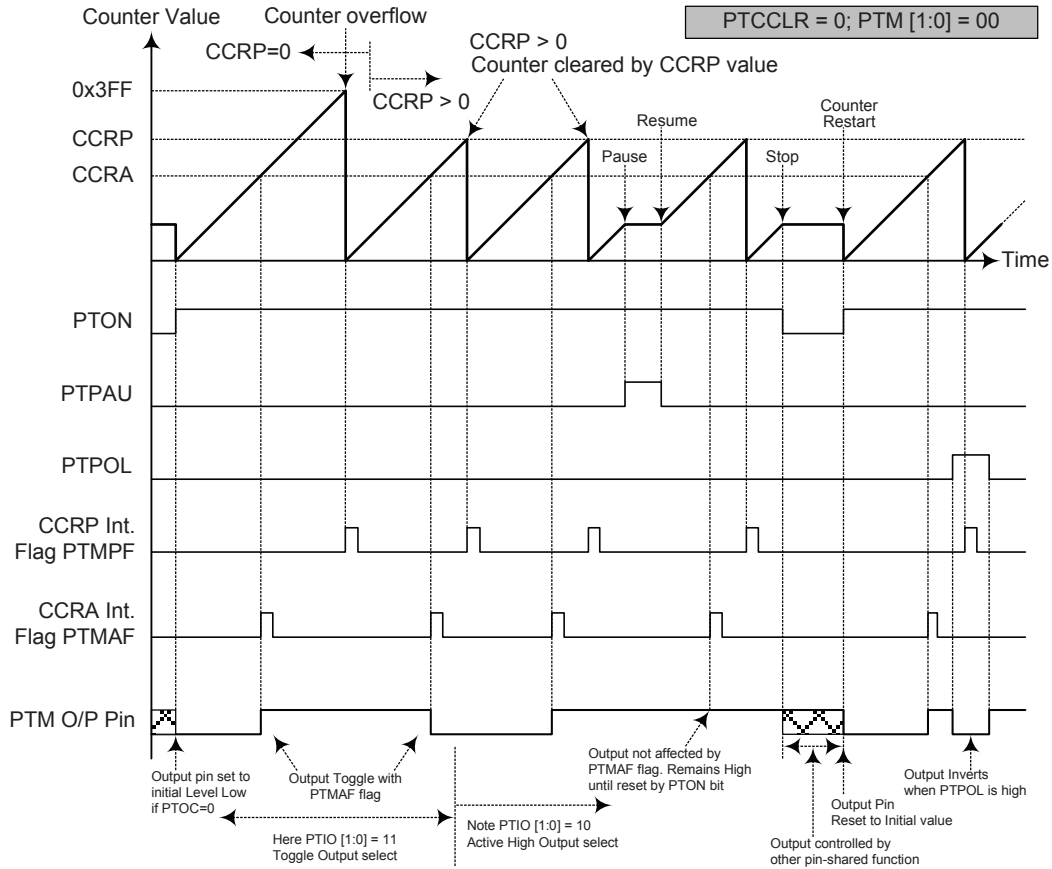 Counter Value
Counter overflow
PTCCLR = 0; PTM [1:0] = 00
CCRP=0
CCRP > 0
CCRP > 0
Counter cleared by CCRP value
0x3FF
CCRP
CCRA
Pause
Resume
Stop
Counter
Restart
Time
PTON
PTPAU
PTPOL
CCRP Int.
Flag PTMPF
CCRA Int.
Flag PTMAF
PTM O/P Pin
Output pin set to
initial Level Low
if PTOC=0
Output Toggle with
PTMAF flag
Output not affected by
PTMAF flag. Remains High
until reset by PTON bit
Output Inverts
when PTPOL is high
Output Pin
Reset to Initial value
Here PTIO [1:0] = 11
Toggle Output select
Note PTIO [1:0] = 10
Active High Output select
Output controlled by
other pin-shared function